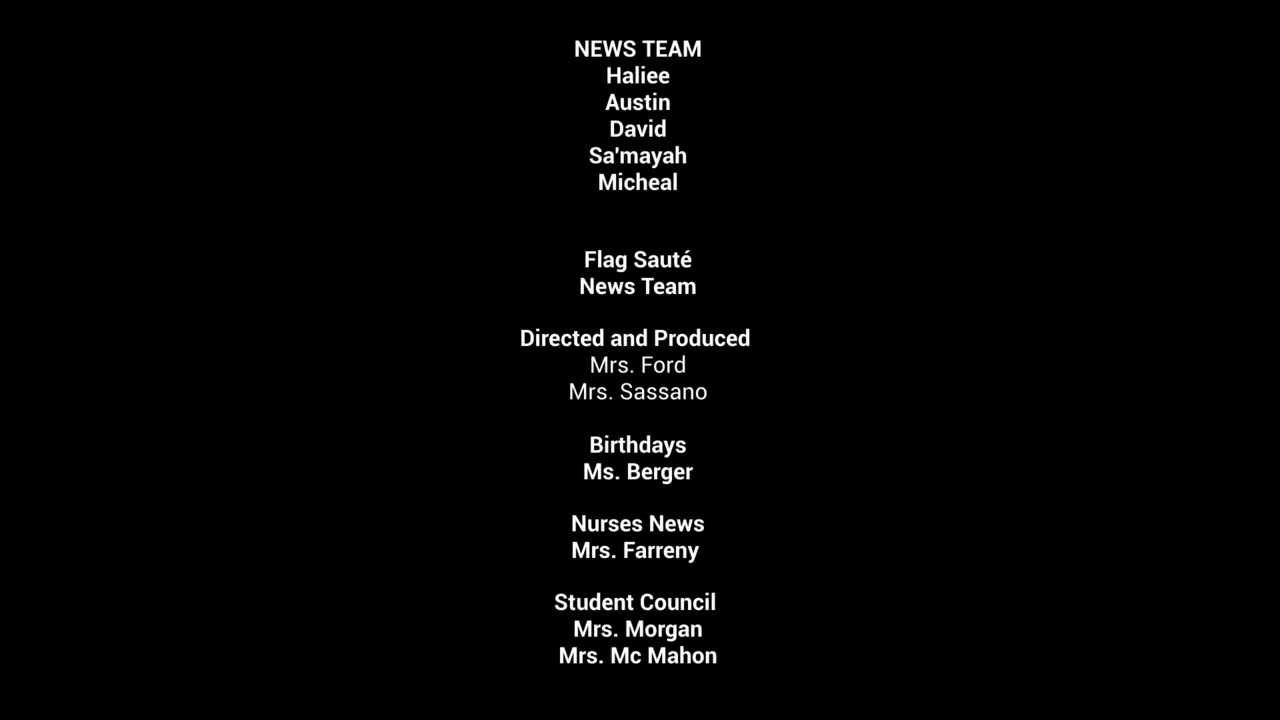 NEWS TEAM
Haliee
Austin
David
Sa'mayah
Micheal
Flag Sauté
News Team
Directed and Produced
Mrs. Ford
Mrs. Sassano
Birthdays
Ms. Berger
Nurses News
Mrs. Farreny
Student Council
Mrs. Morgan
Mrs. Mc Mahon